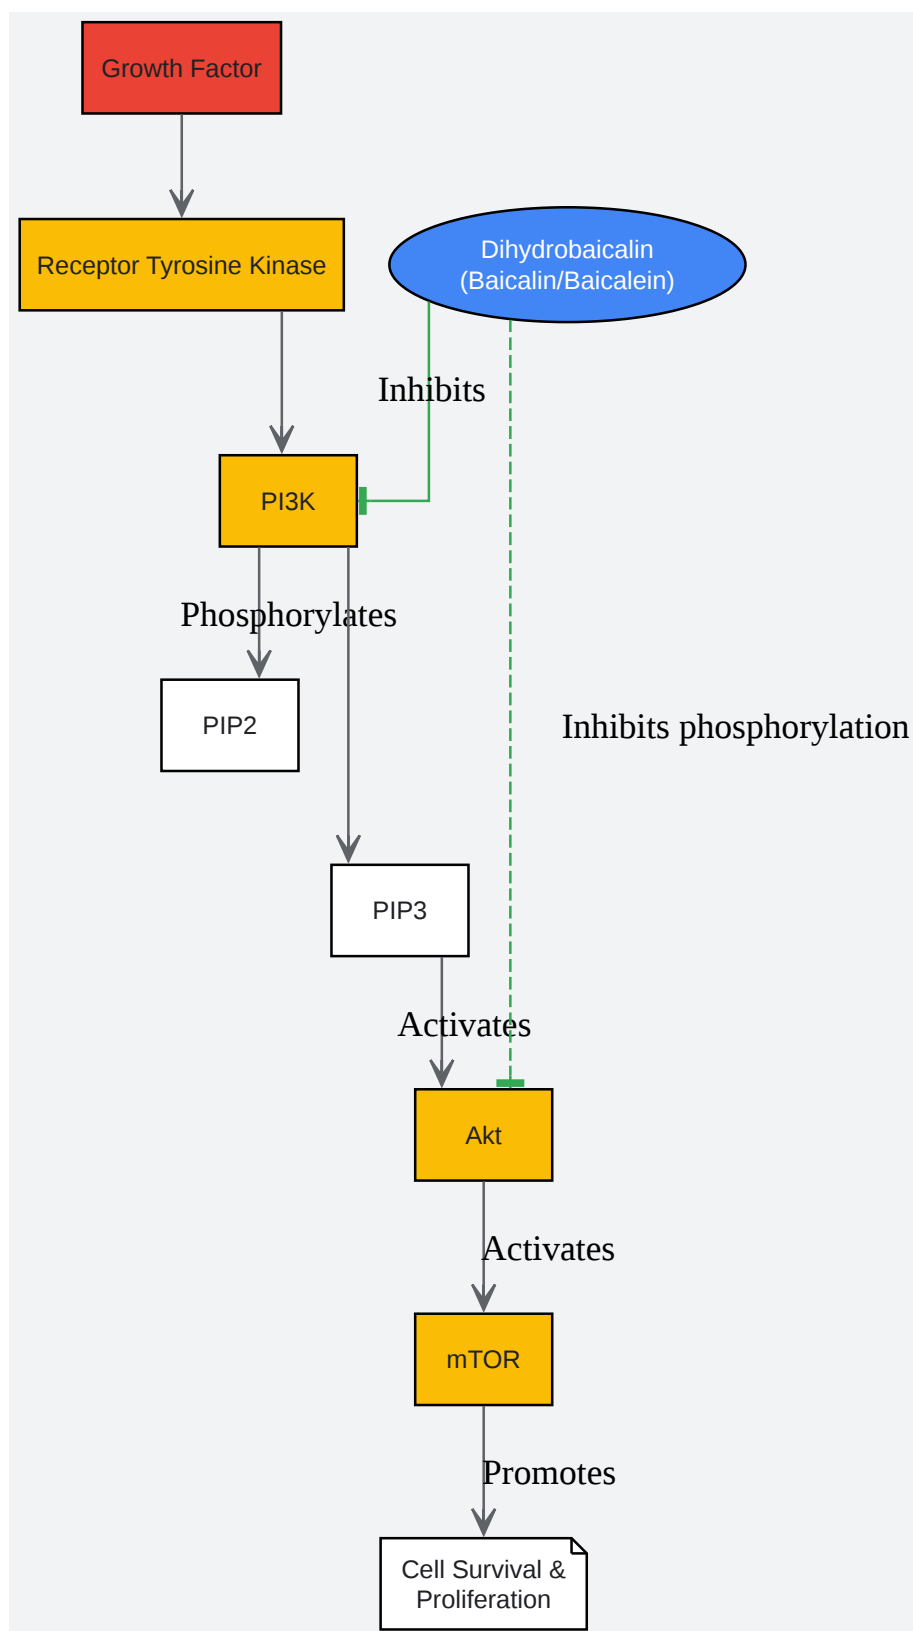 Growth Factor
Receptor Tyrosine Kinase
Dihydrobaicalin
(Baicalin/Baicalein)
Inhibits
PI3K
Phosphorylates
PIP2
Inhibits phosphorylation
PIP3
Activates
Akt
Activates
mTOR
Promotes
Cell Survival &
Proliferation